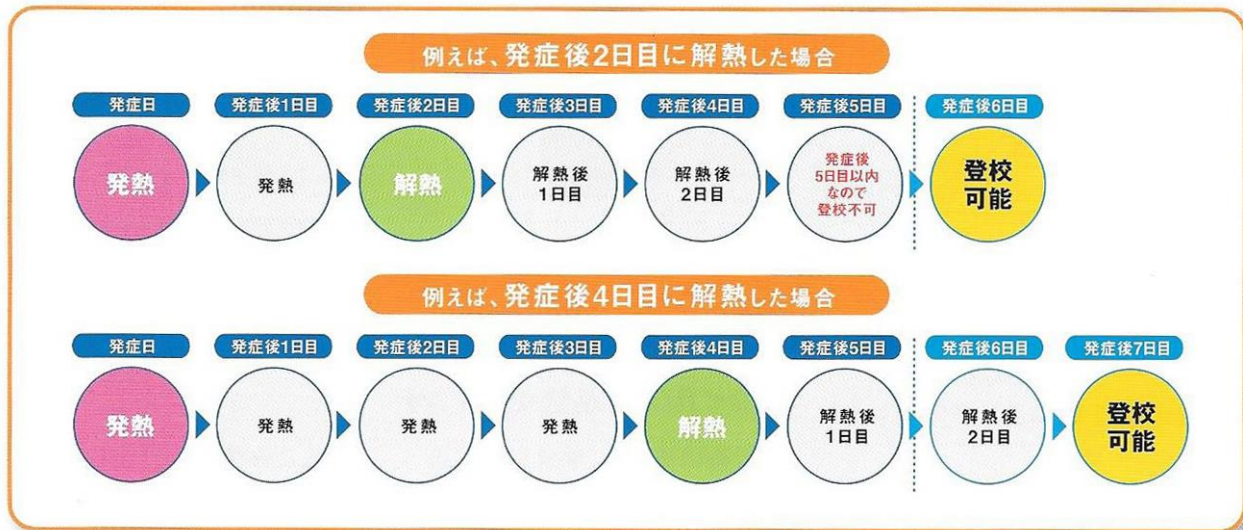 例えば、発症後2日目に解熱した場合
発症日
発症後1日目
発症後2日目
発症後3日目
発症後4日目
発症後5日目
発症後6日目
発熱
発熱
解熱
解熱後
1日目
解熱後
2日目
発症後
5日目以内
なので
登校不可
登校
可能
例えば、発症後4日目に解熱した場合
発症日
発症後1日目
発症後2日目
発症後3日目
発症後4日目
発症後5日目
発症後6日目
発症後7日目
発熱
発熱
発熱
発熱
解熱
解熱後
1日目
解熱後
2日目
登校
可能